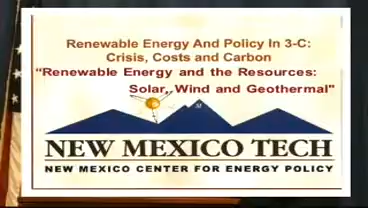 Renewable Energy And Policy In 3-C:
Crisis, Costs and Carbon
"Renewable Energy and the Resources:
Solar, Wind and Geothermal"
NEW MEXICO TECH
NEW MEXICO CENTER FOR ENERGY POLICY